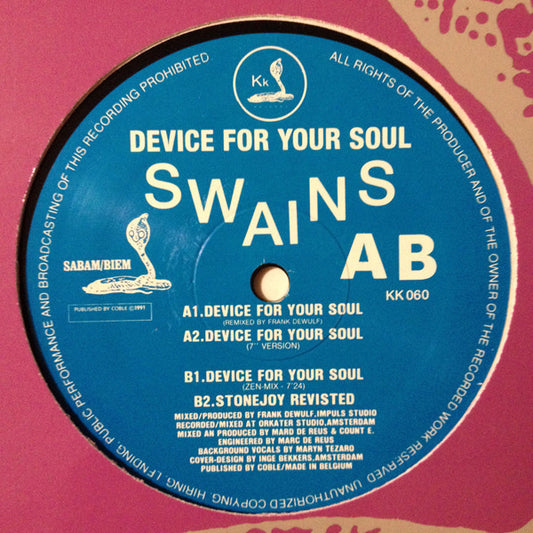 ALL RIGHTS OF THE PRODUCER AND OF THE OWNER OF THE RECORDED WORK RESERVED UNAUTHORIZED COPYING HIRING LENDING PUBLIC PERFORMANCE AND BROADCASTING OF THIS RECORDING PROHIBITED
Kk
DEVICE FOR YOUR SOUL
SWAINS
AB
SABAM/BIEM
KK 060
PUBLISHED BY COBLE ©1991
A1.DEVICE FOR YOUR SOUL
(REMIXED BY FRANK DEWULF)
A2.DEVICE FOR YOUR SOUL
(7'' VERSION)
B1.DEVICE FOR YOUR SOUL
(ZEN-MIX - 7'24)
B2.STONEJOY REVISTED
MIXED/PRODUCED BY FRANK DEWULF,IMPULS STUDIO
RECORDED/MIXED AT ORKATER STUDIO,AMSTERDAM
MIXED AN PRODUCED BY MARD DE REUS & COUNT E.
ENGINEERED BY MARC DE REUS
BACKGROUND VOCALS BY MARYN TEZARO
COVER-DESIGN BY INGE BEKKERS,AMSTERDAM
PUBLISHED BY COBLE/MADE IN BELGIUM